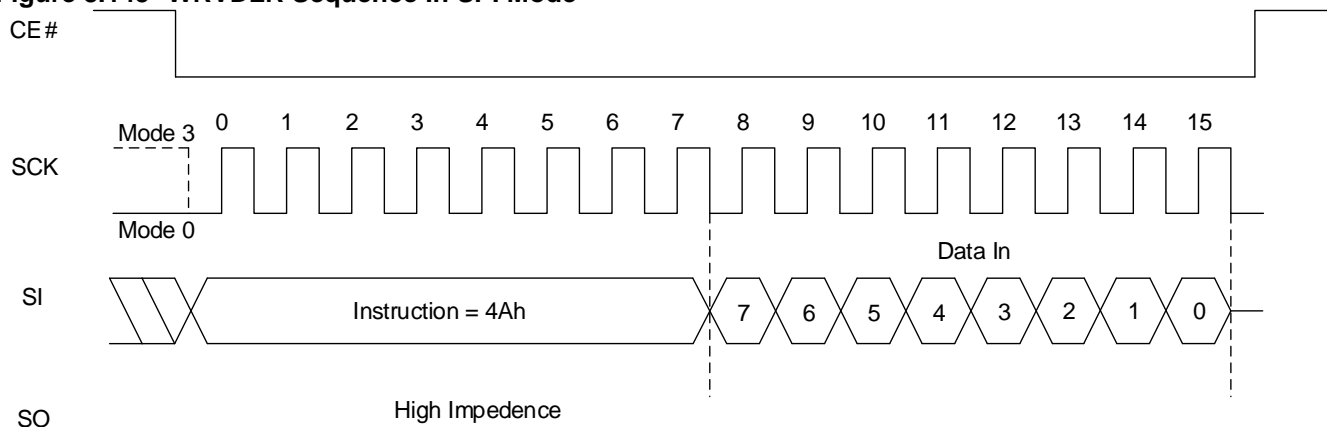 CE#
Mode 3 0 1 2 3 4 5 6 7 8 9 10 11 12 13 14 15
SCK
Mode 0
Data In
SI
Instruction = 4Ah 7 6 5 4 3 2 1 0
High Impedence
SO